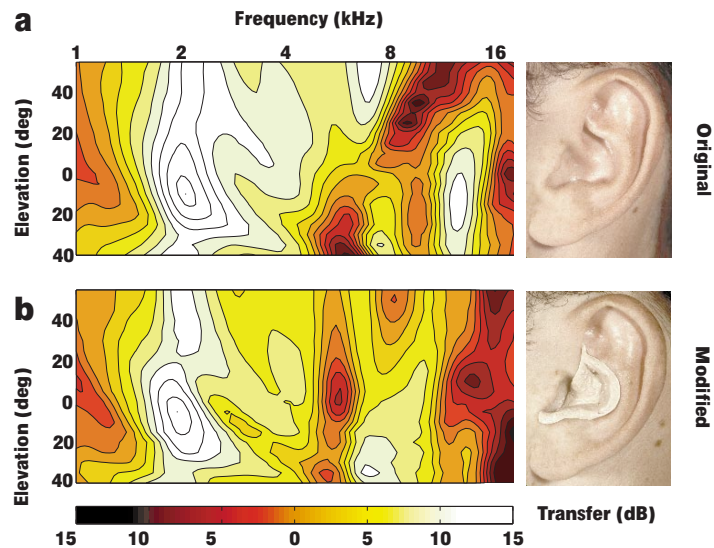 a
Frequency (kHz)
1 2 4 8 16
Elevation (deg)
40
20
0
20
40
Original
b
Elevation (deg)
40
20
0
20
40
Modified
15 10 5 0 5 10 15
Transfer (dB)